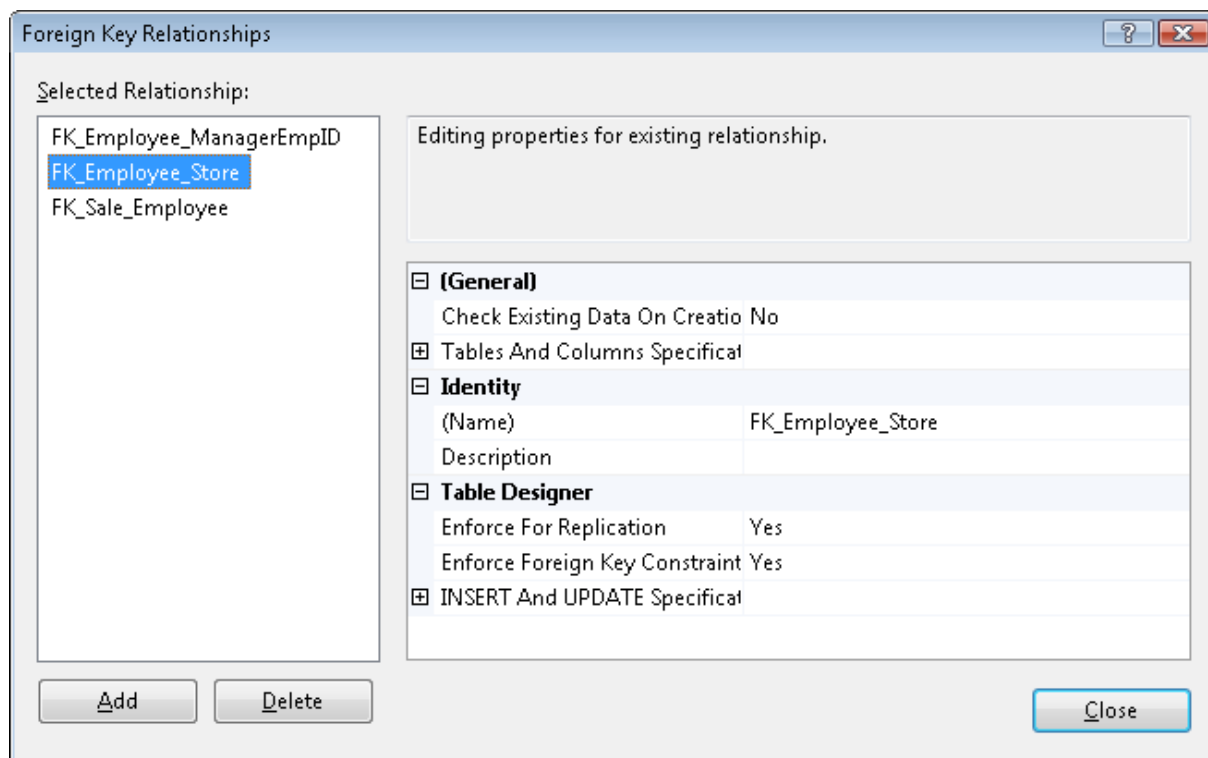 Foreign Key Relationships
Selected Relationship:
FK_Employee_ManagerEmpID
FK_Employee_Store
FK_Sale_Employee
Editing properties for existing relationship.
(General)
Check Existing Data On Creatio No
Tables And Columns Specificat
Identity
(Name) FK_Employee_Store
Description
Table Designer
Enforce For Replication Yes
Enforce Foreign Key Constraint Yes
INSERT And UPDATE Specificat
Add Delete
Close